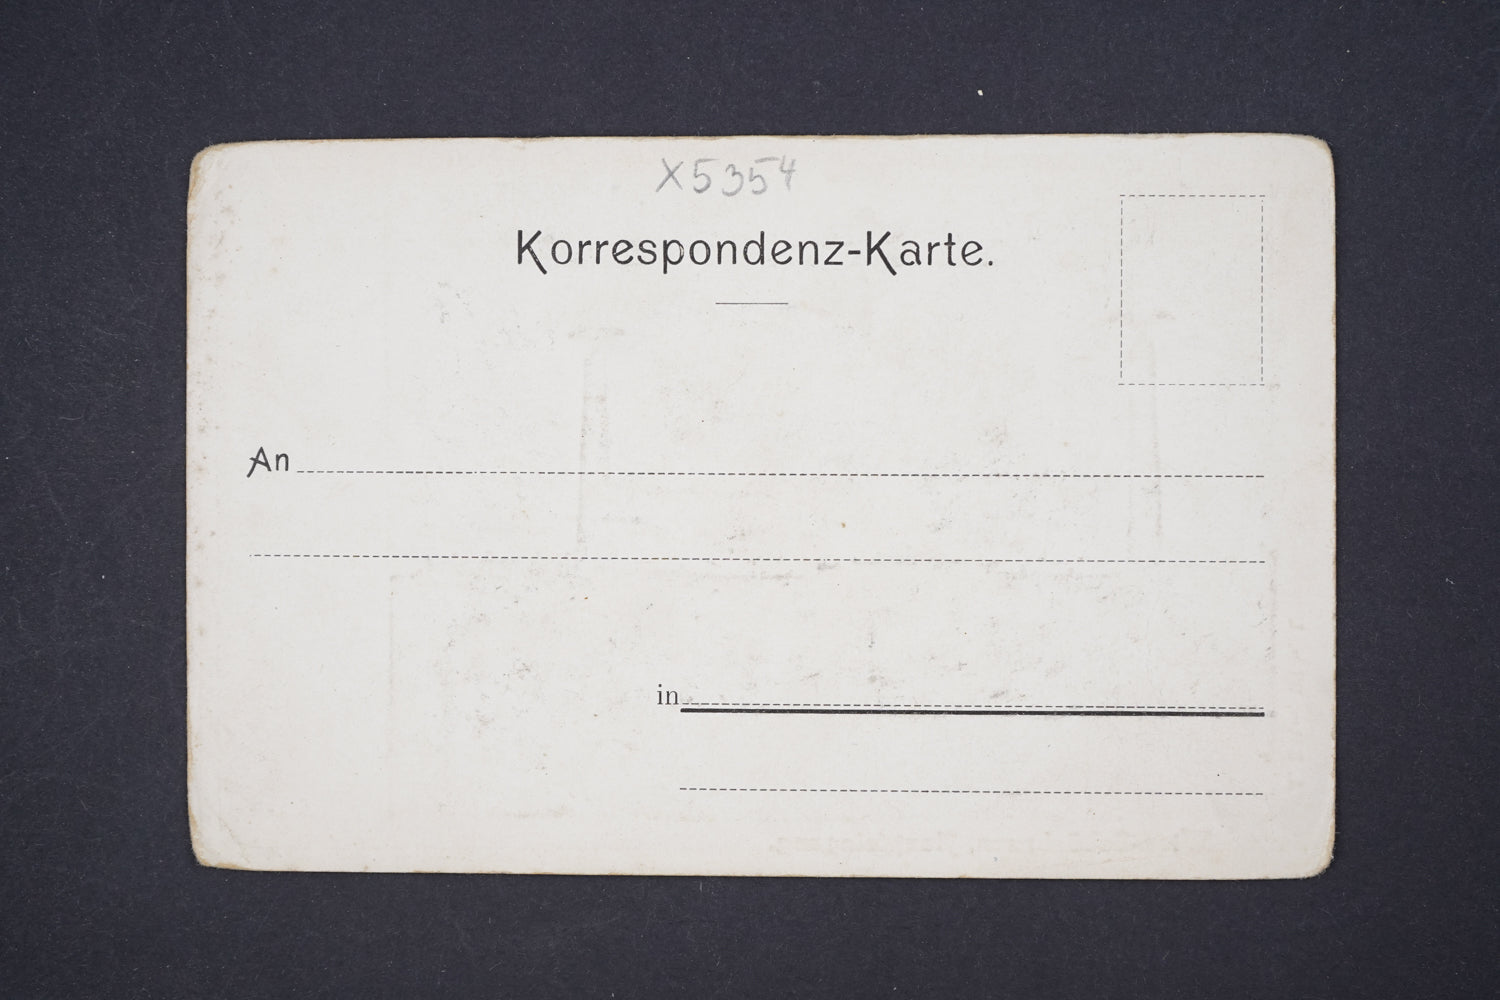 X5354
Korrespondenz-Karte.
An
in